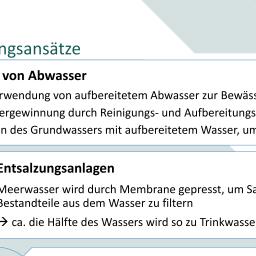 ngsansätze
von Abwasser
rwendung von aufbereitetem Abwasser zur Bewäss
ergewinnung durch Reinigungs- und Aufbereitungs
n des Grundwassers mit aufbereitetem Wasser, um
Entsalzungsanlagen
Meerwasser wird durch Membrane gepresst, um Sa
Bestandteile aus dem Wasser zu filtern
→ ca. die Hälfte des Wassers wird so zu Trinkwasse